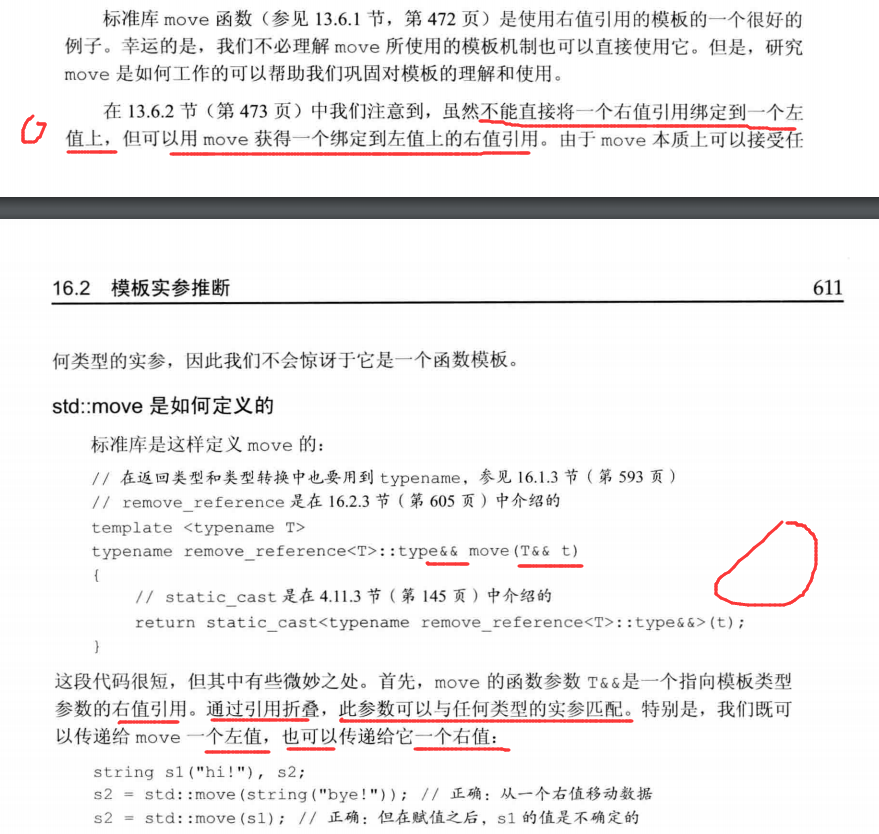 标准库 move 函数（参见 13.6.1 节，第 472 页）是使用右值引用的模板的一个很好的
例子。幸运的是，我们不必理解 move 所使用的模板机制也可以直接使用它。但是，研究
move 是如何工作的可以帮助我们巩固对模板的理解和使用。
在 13.6.2 节（第 473 页）中我们注意到，虽然不能直接将一个右值引用绑定到一个左
值上，但可以用 move 获得一个绑定到左值上的右值引用。由于 move 本质上可以接受任
16.2 模板实参推断 611
何类型的实参，因此我们不会惊讶于它是一个函数模板。
std::move 是如何定义的
标准库是这样定义 move 的：
// 在返回类型和类型转换中也要用到 typename，参见 16.1.3 节（第 593 页）
// remove_reference 是在 16.2.3 节（第 605 页）中介绍的
template <typename T>
typename remove_reference<T>::type&& move(T&& t)
{
// static_cast 是在 4.11.3 节（第 145 页）中介绍的
return static_cast<typename remove_reference<T>::type&&>(t);
}
这段代码很短，但其中有些微妙之处。首先，move 的函数参数 T&&是一个指向模板类型
参数的右值引用。通过引用折叠，此参数可以与任何类型的实参匹配。特别是，我们既可
以传递给 move 一个左值，也可以传递给它一个右值：
string s1("hi!"), s2;
s2 = std::move(string("bye!")); // 正确：从一个右值移动数据
s2 = std::move(s1); // 正确：但在赋值之后，s1 的值是不确定的